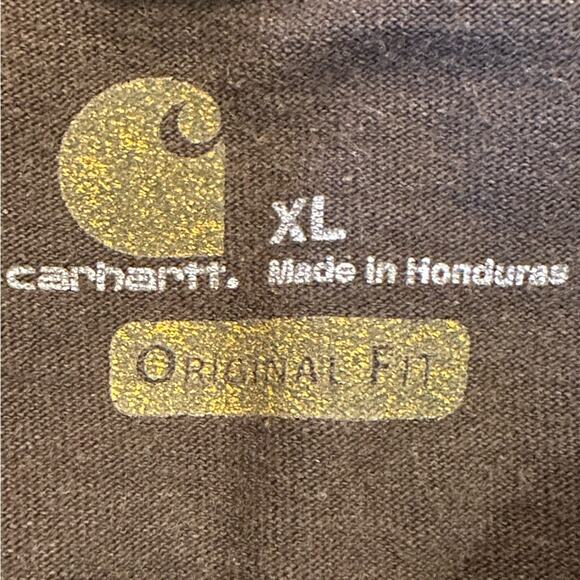 XL
carhartt. Made in Honduras
ORIGINAL FIT